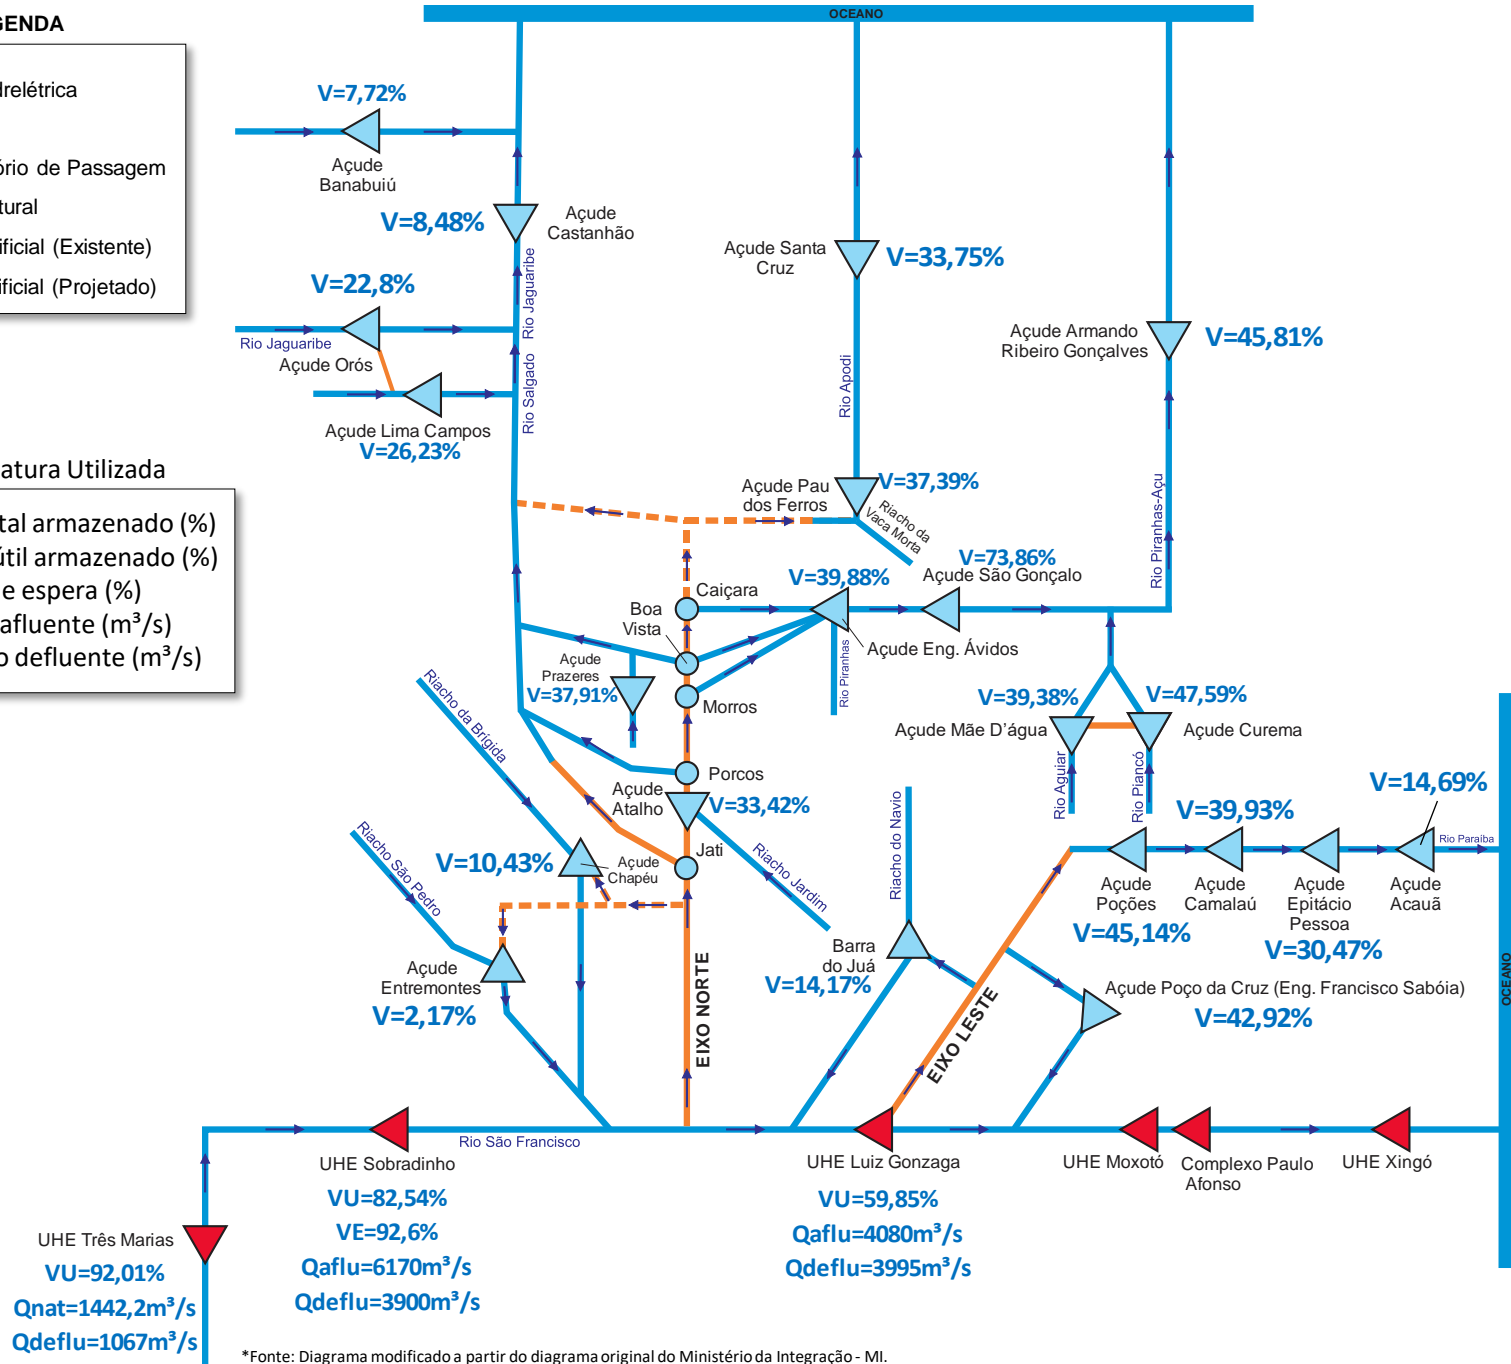 OCEANO
GENDA
drelétrica
ório de Passagem
tural
ificial (Existente)
ificial (Projetado)
V=7,72%
Açude
Banabuiú
V=8,48%
Açude
Castanhão
Rio Jaguaribe
Açude Santa
Cruz
V=33,75%
V=22,8%
Rio Jaguaribe
Açude Orós
Açude Armando
Ribeiro Gonçalves
V=45,81%
Rio Salgado
Rio Apodi
Açude Lima Campos
V=26,23%
atura Utilizada
tal armazenado (%)
útil armazenado (%)
e espera (%)
afluente (m³/s)
o defluente (m³/s)
Açude Pau
dos Ferros
V=37,39%
Riacho da
Vaca Morta
Rio Piranhas-Açu
V=73,86%
Açude São Gonçalo
V=39,88%
Caiçara
Boa
Vista
Açude Eng. Ávidos
Rio Piranhas
Açude
Prazeres
V=37,91%
Morros
Riacho da Brígida
V=39,38%
Açude Mãe D'água
V=47,59%
Açude Curema
Rio Aguiar
Rio Piancó
Porcos
Açude
Atalho
V=33,42%
Riacho do Navio
V=14,69%
V=39,93%
Rio Paraíba
Riacho São Pedro
V=10,43%
Açude
Chapéu
Jati
Riacho Jardim
Açude
Poções
V=45,14%
Açude
Camalaú
Açude
Epitácio
Pessoa
V=30,47%
Açude
Acauã
Açude
Entremontes
V=2,17%
Barra
do Juá
V=14,17%
EIXO NORTE
EIXO LESTE
Açude Poço da Cruz (Eng. Francisco Sabóia)
V=42,92%
OCEANO
Rio São Francisco
UHE Sobradinho
VU=82,54%
VE=92,6%
Qaflu=6170m³/s
Qdeflu=3900m³/s
UHE Luiz Gonzaga
VU=59,85%
Qaflu=4080m³/s
Qdeflu=3995m³/s
UHE Moxotó
Complexo Paulo
Afonso
UHE Xingó
UHE Três Marias
VU=92,01%
Qnat=1442,2m³/s
Qdeflu=1067m³/s
*Fonte: Diagrama modificado a partir do diagrama original do Ministério da Integração - MI.